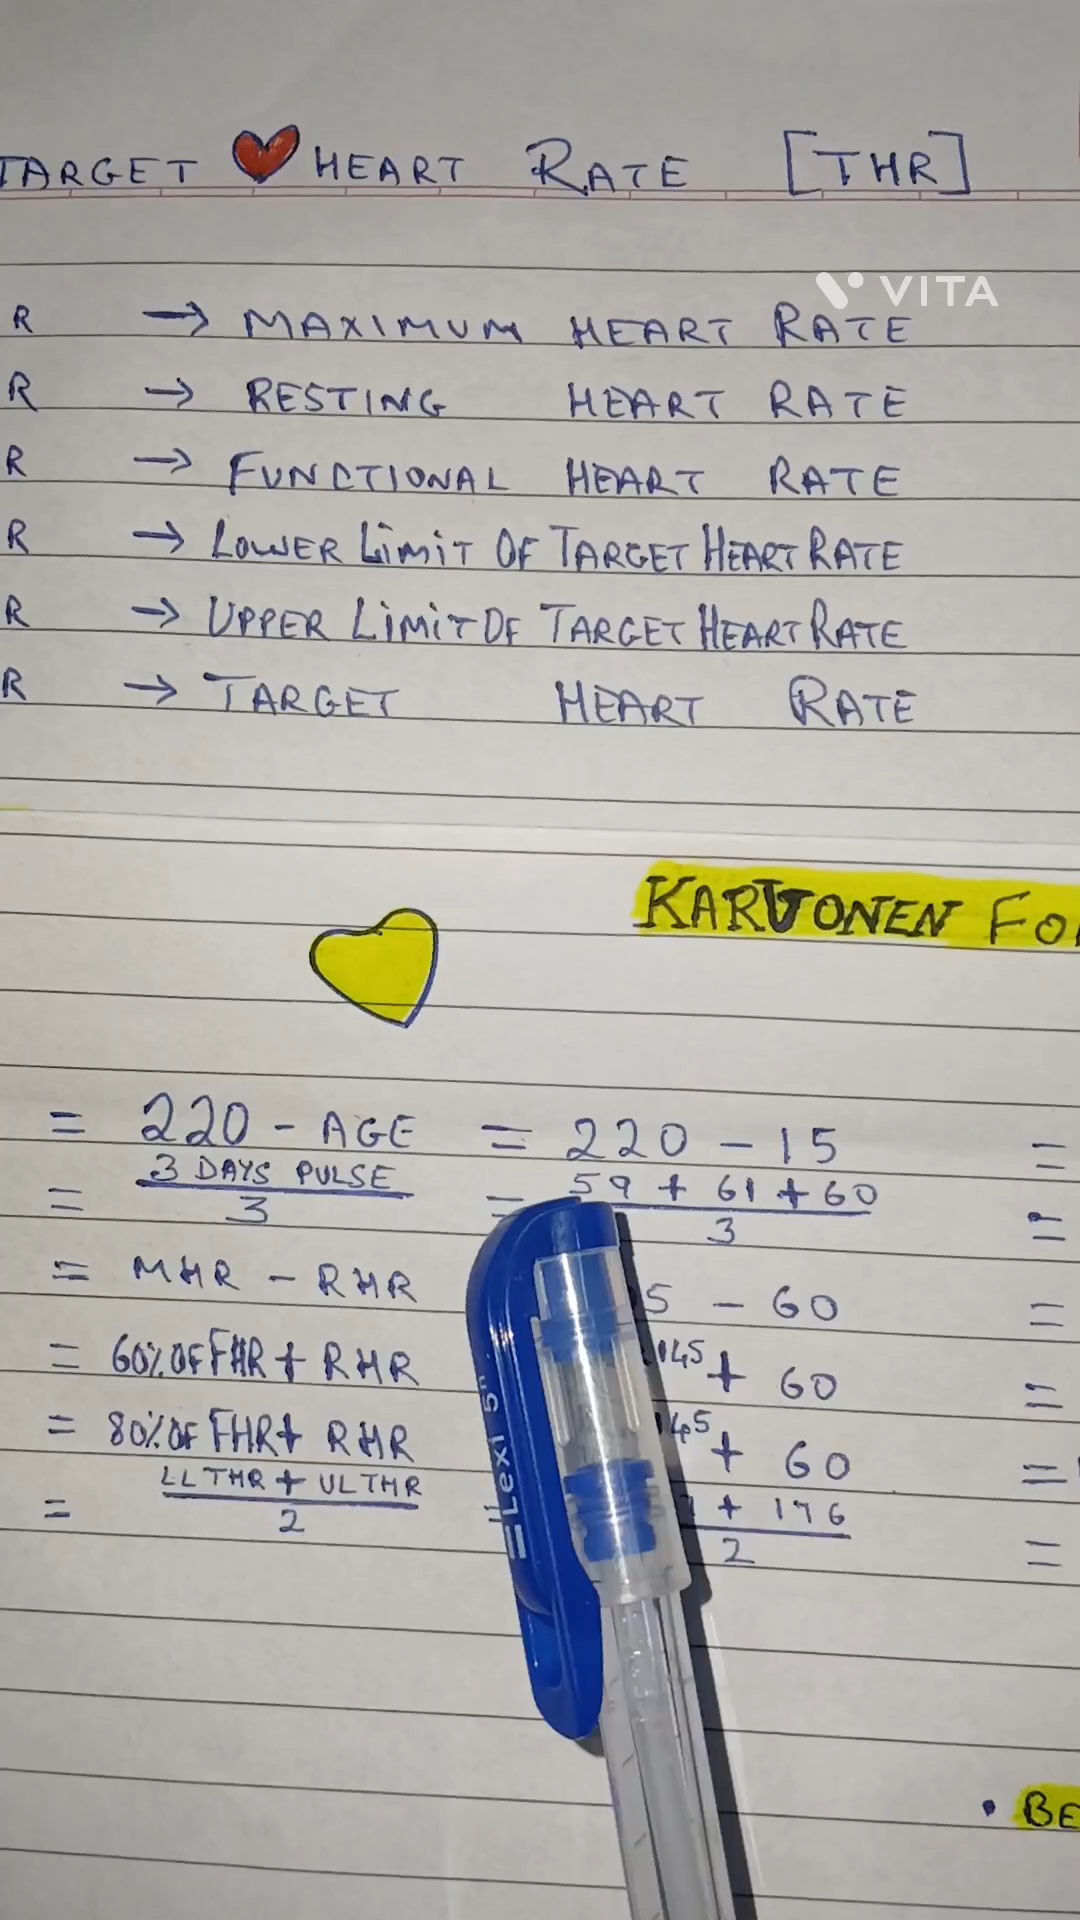 TARGET HEART RATE [THR]
VITA
R → MAXIMUM HEART RATE
R → RESTING HEART RATE
R → FUNCTIONAL HEART RATE
R → LOWER LIMIT OF TARGET HEART RATE
R → UPPER LIMIT OF TARGET HEART RATE
R → TARGET HEART RATE
KARVONEN FO
= 220 - AGE = 220 - 15 =
= 3 DAYS PULSE / 3 = 59 + 61 + 60 / 3 =
= MHR - RHR 5 - 60 =
= 60% OF FHR + RHR 145 + 60 =
= 80% OF FHR + RHR 145 + 60 =
= LLTHR + ULTHR / 2 + 176 / 2 =
Lexi 5
• BE